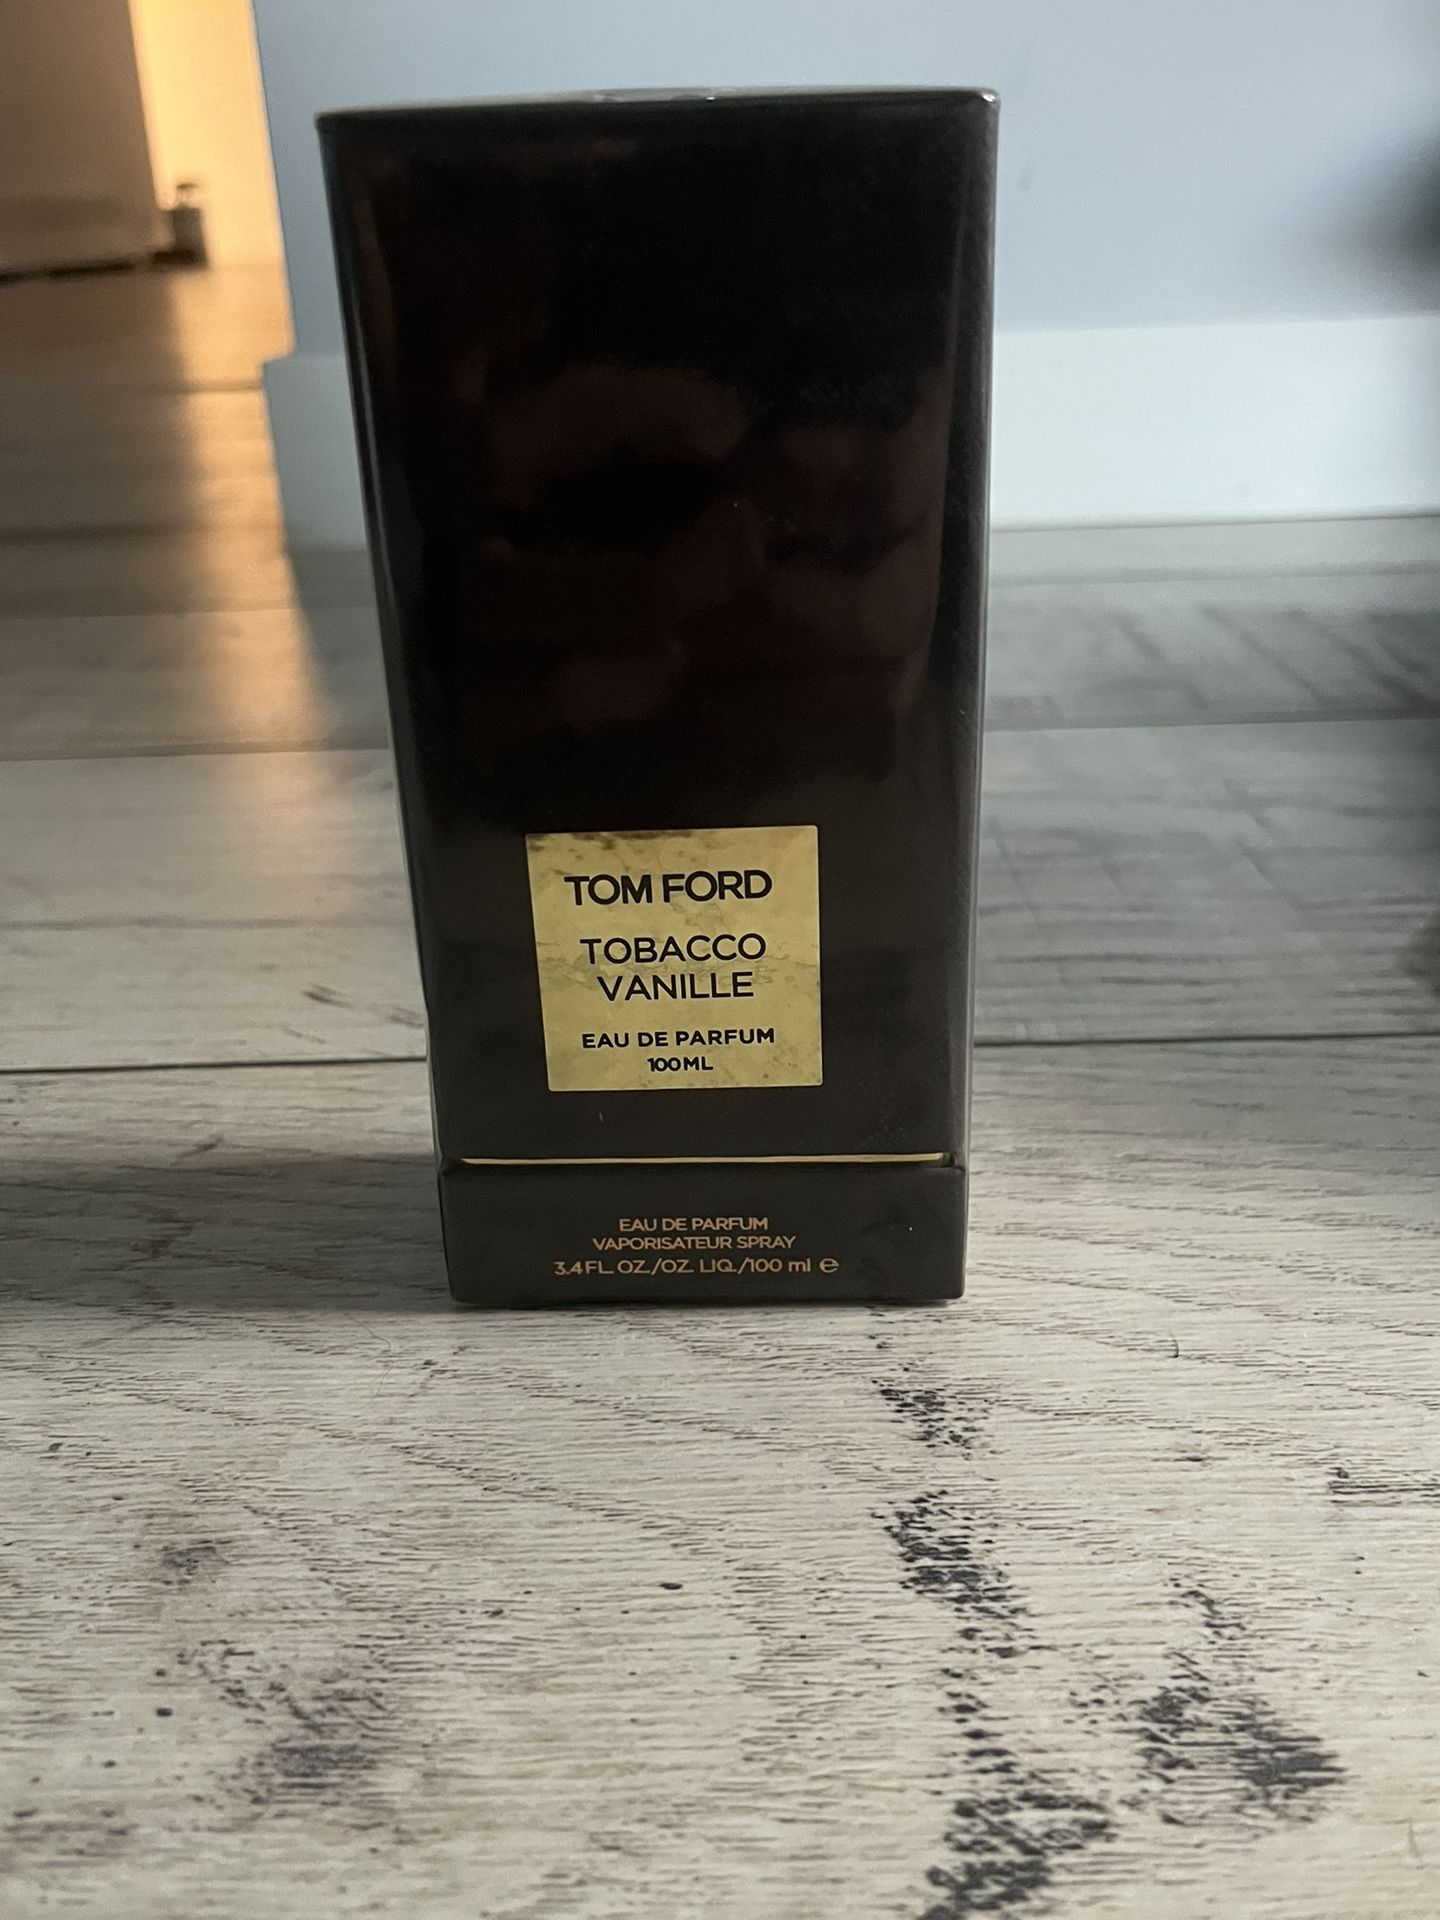 TOM FORD
TOBACCO
VANILLE
EAU DE PARFUM
100ML
EAU DE PARFUM
VAPORISATEUR SPRAY
3.4 FL. OZ./OZ. LIQ./100 ml ℮